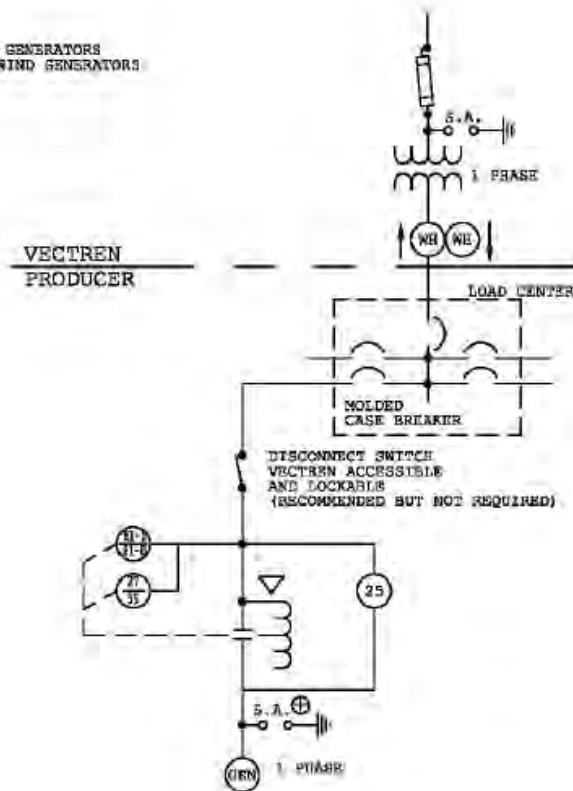 GENERATORS
WIND GENERATORS
S.A.
1 PHASE
WH WH
VECTREN
PRODUCER
LOAD CENTER
MOLDED
CASE BREAKER
DISCONNECT SWITCH
VECTREN ACCESSIBLE
AND LOCKABLE
(RECOMMENDED BUT NOT REQUIRED)
27
25
S.A.
GEN 1 PHASE